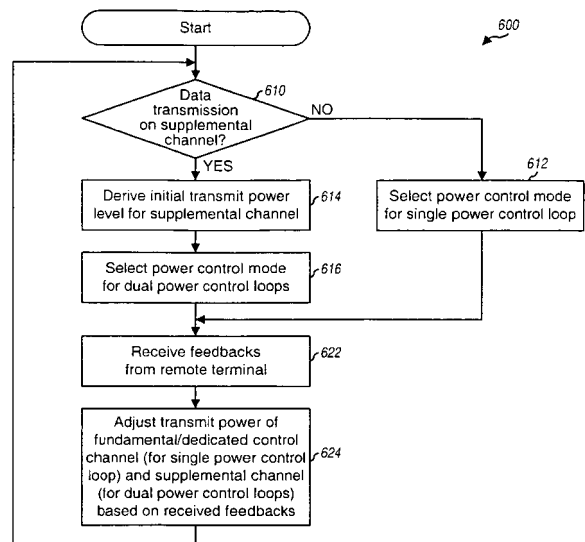 Start
600
Data
transmission
on supplemental
channel?
610
NO
YES
612
Select power control mode
for single power control loop
Derive initial transmit power
level for supplemental channel
614
Select power control mode
for dual power control loops
616
Receive feedbacks
from remote terminal
622
Adjust transmit power of
fundamental/dedicated control
channel (for single power control
loop) and supplemental channel
(for dual power control loops)
based on received feedbacks
624